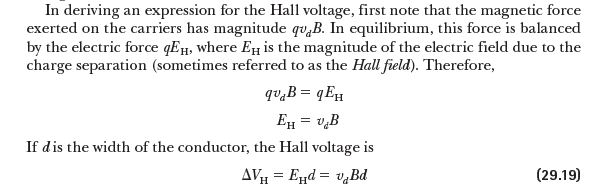 In deriving an expression for the Hall voltage, first note that the magnetic force
exerted on the carriers has magnitude qv_dB. In equilibrium, this force is balanced
by the electric force qE_H, where E_H is the magnitude of the electric field due to the
charge separation (sometimes referred to as the Hall field). Therefore,
qv_dB = qE_H
E_H = v_dB
If d is the width of the conductor, the Hall voltage is
ΔV_H = E_Hd = v_dBd (29.19)